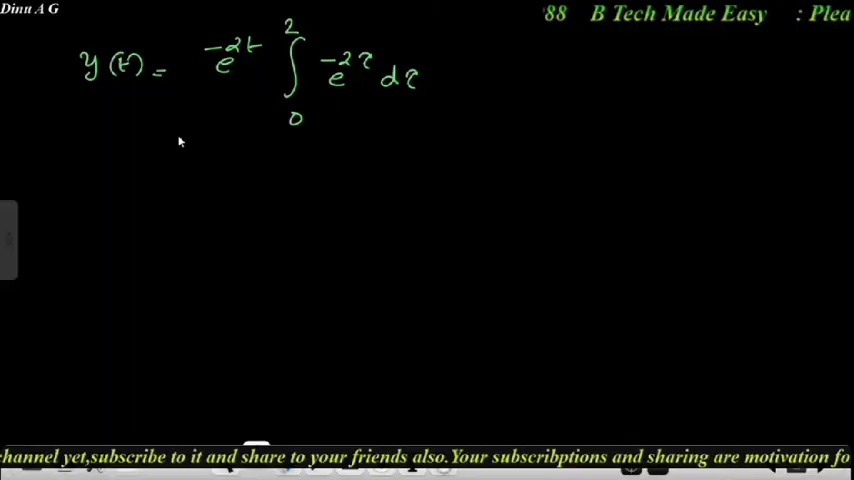 Dinu A G
'88 B Tech Made Easy : Plea
y(t) = e^{-2t} ∫_0^2 e^{-2τ} dτ
channel yet,subscribe to it and share to your friends also.Your subscribptions and sharing are motivation fo